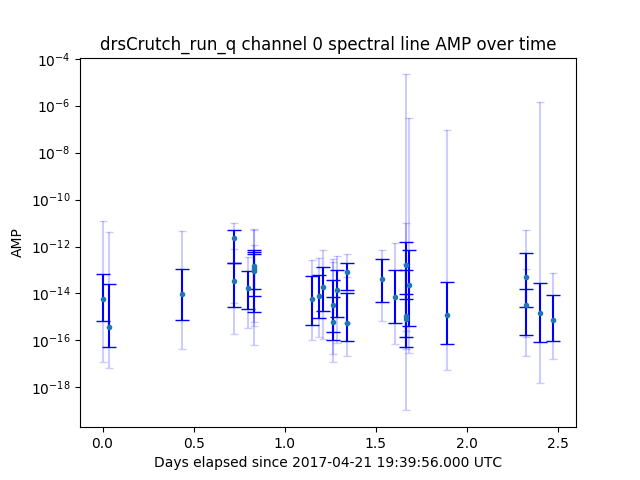 drsCrutch_run_q channel 0 spectral line AMP over time
10⁻⁴
10⁻⁶
10⁻⁸
10⁻¹⁰
10⁻¹²
10⁻¹⁴
10⁻¹⁶
10⁻¹⁸
AMP
0.0 0.5 1.0 1.5 2.0 2.5
Days elapsed since 2017-04-21 19:39:56.000 UTC